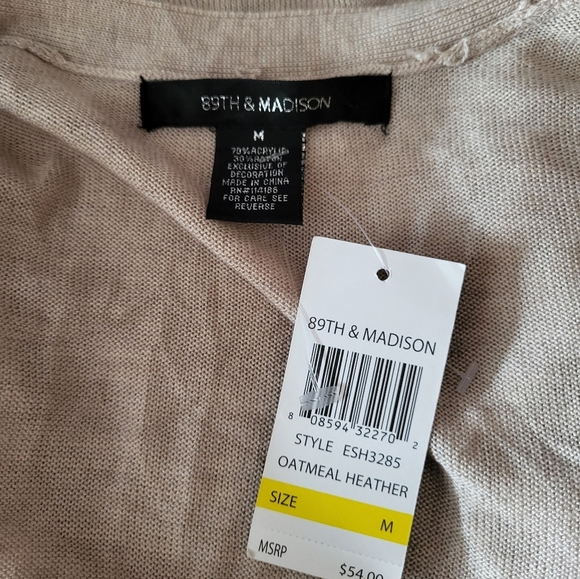 89TH & MADISON
M
70% ACRYLIC
30% RAYON
EXCLUSIVE OF
DECORATION
MADE IN CHINA
RN#114186
FOR CARE SEE
REVERSE
89TH & MADISON
8 08594 32270 2
STYLE ESH3285
OATMEAL HEATHER
SIZE M
MSRP $54.00